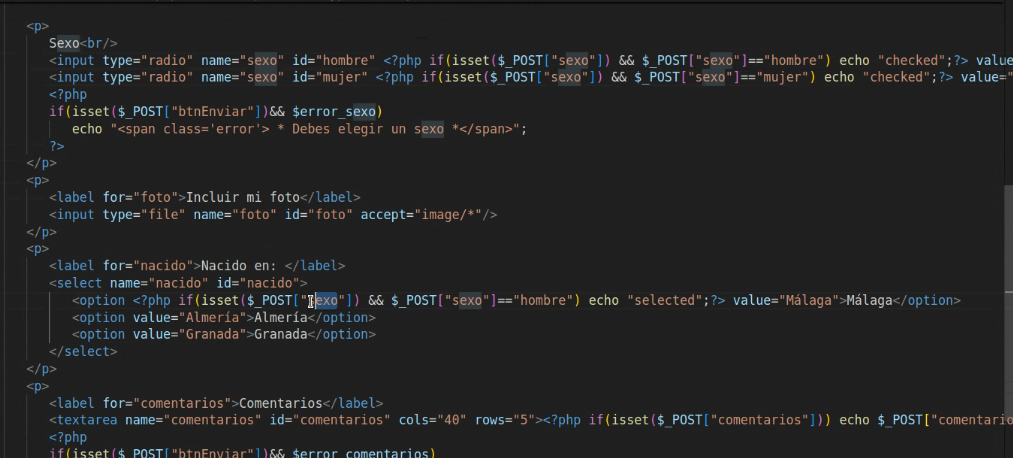 <p>
Sexo<br/>
<input type="radio" name="sexo" id="hombre" <?php if(isset($_POST["sexo"]) && $_POST["sexo"]=="hombre") echo "checked";?> value
<input type="radio" name="sexo" id="mujer" <?php if(isset($_POST["sexo"]) && $_POST["sexo"]=="mujer") echo "checked";?> value="
<?php
if(isset($_POST["btnEnviar"])&& $error_sexo)
echo "<span class='error'> * Debes elegir un sexo *</span>";
?>
</p>
<p>
<label for="foto">Incluir mi foto</label>
<input type="file" name="foto" id="foto" accept="image/*"/>
</p>
<p>
<label for="nacido">Nacido en: </label>
<select name="nacido" id="nacido">
<option <?php if(isset($_POST["sexo"]) && $_POST["sexo"]=="hombre") echo "selected";?> value="Málaga">Málaga</option>
<option value="Almería">Almería</option>
<option value="Granada">Granada</option>
</select>
</p>
<p>
<label for="comentarios">Comentarios</label>
<textarea name="comentarios" id="comentarios" cols="40" rows="5"><?php if(isset($_POST["comentarios"])) echo $_POST["comentario
<?php
if(isset($_POST["btnEnviar"])&& $error_comentarios)